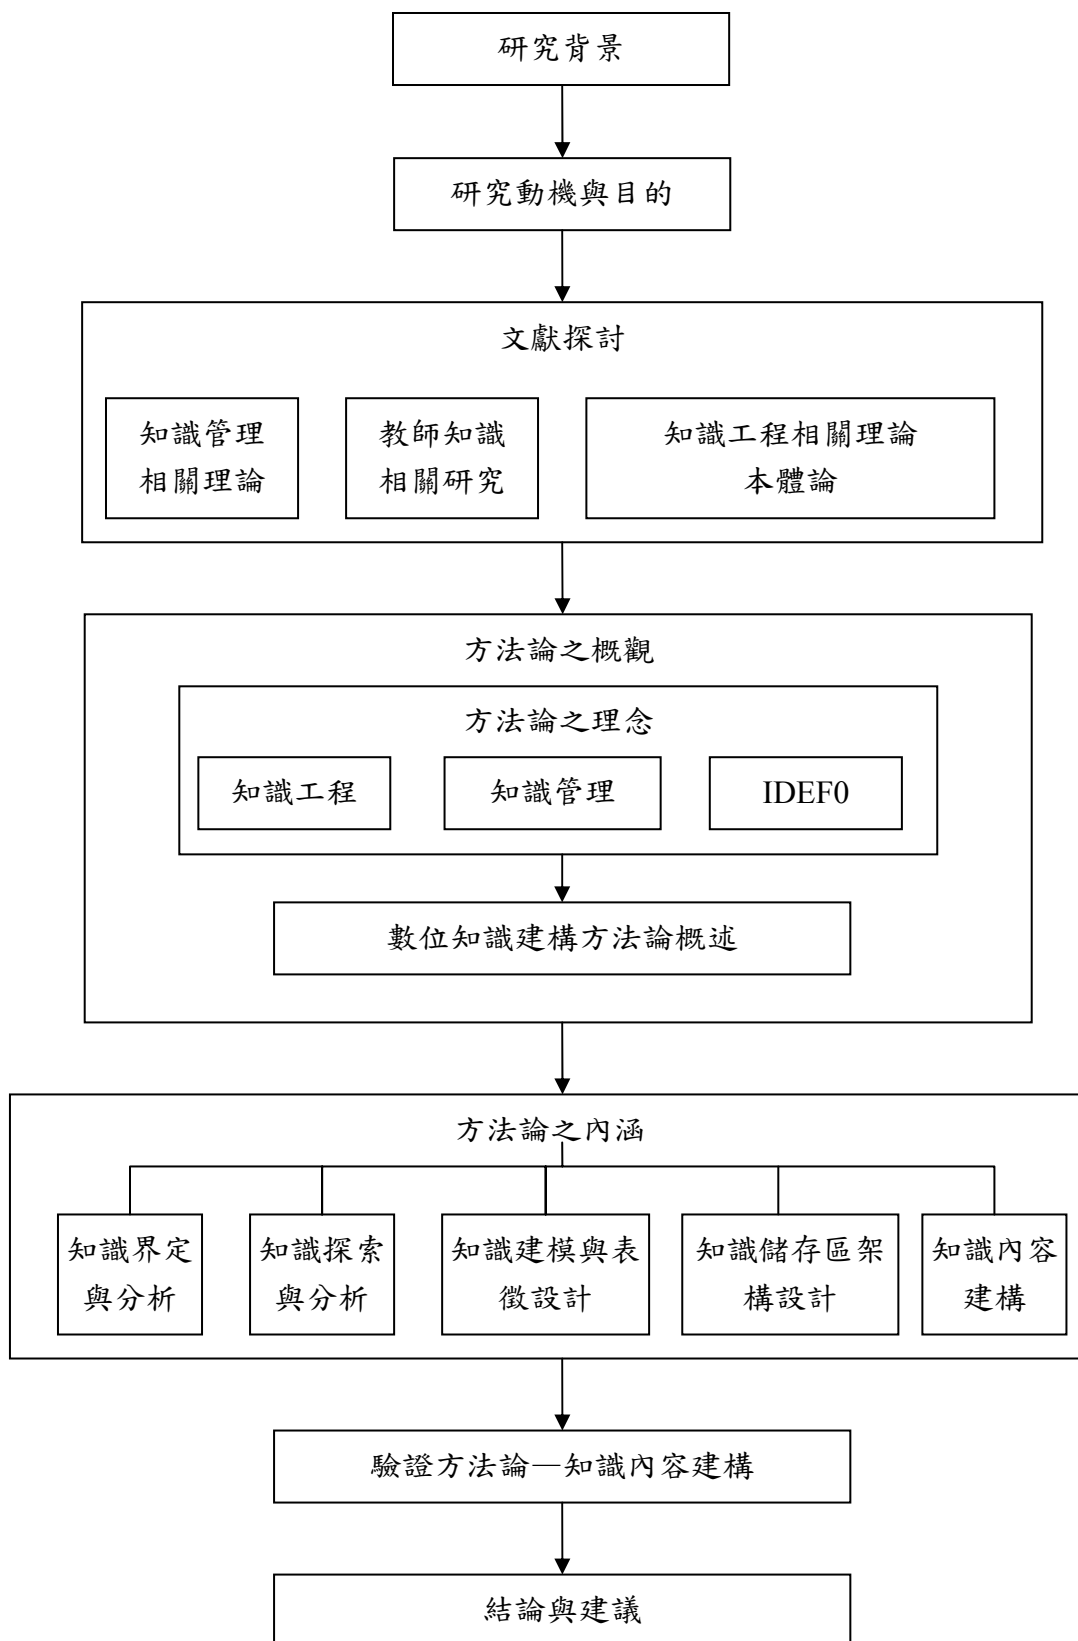 研究背景
研究動機與目的
文獻探討
知識管理
相關理論
教師知識
相關研究
知識工程相關理論
本體論
方法論之概觀
方法論之理念
知識工程
知識管理
IDEF0
數位知識建構方法論概述
方法論之內涵
知識界定
與分析
知識探索
與分析
知識建模與表
徵設計
知識儲存區架
構設計
知識內容
建構
驗證方法論—知識內容建構
結論與建議